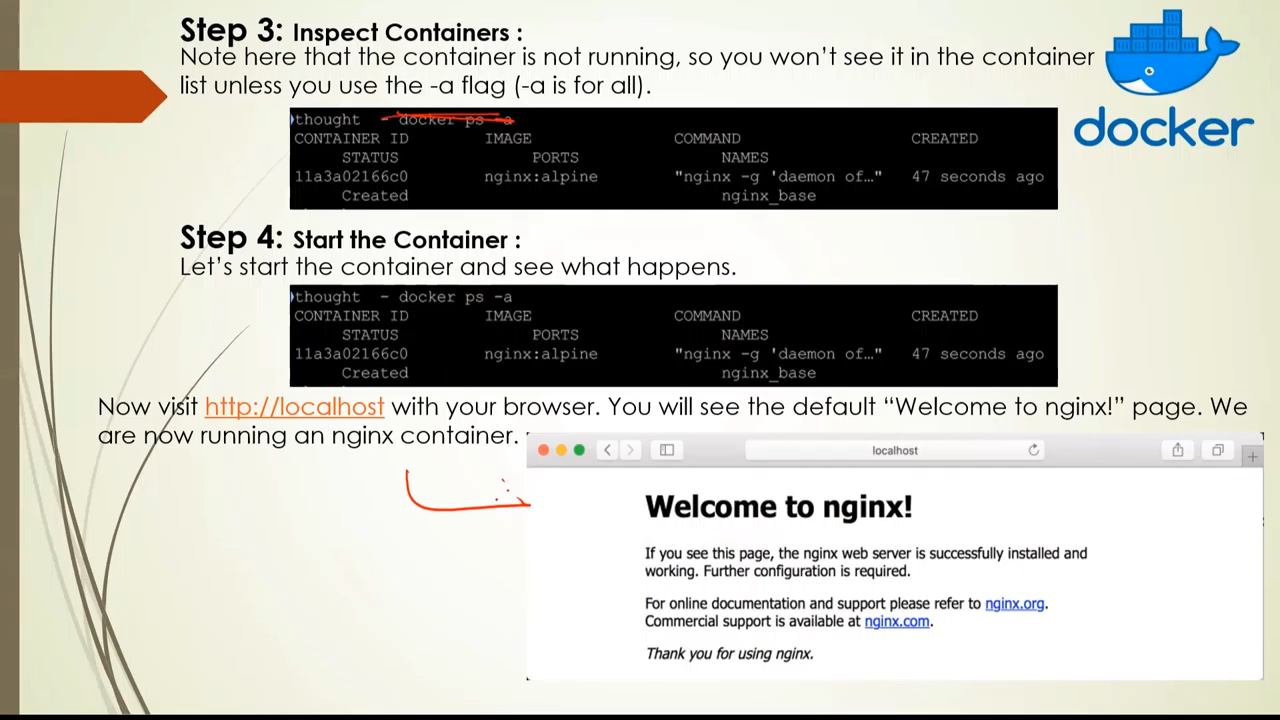 Step 3: Inspect Containers :
Note here that the container is not running, so you won't see it in the container
list unless you use the -a flag (-a is for all).
docker
thought - docker ps -a
CONTAINER ID IMAGE COMMAND CREATED
STATUS PORTS NAMES
11a3a02166c0 nginx:alpine "nginx -g 'daemon of…" 47 seconds ago
Created nginx_base
Step 4: Start the Container :
Let's start the container and see what happens.
thought - docker ps -a
CONTAINER ID IMAGE COMMAND CREATED
STATUS PORTS NAMES
11a3a02166c0 nginx:alpine "nginx -g 'daemon of…" 47 seconds ago
Created nginx_base
Now visit http://localhost with your browser. You will see the default “Welcome to nginx!” page. We
are now running an nginx container.
localhost
Welcome to nginx!
If you see this page, the nginx web server is successfully installed and
working. Further configuration is required.
For online documentation and support please refer to nginx.org.
Commercial support is available at nginx.com.
Thank you for using nginx.